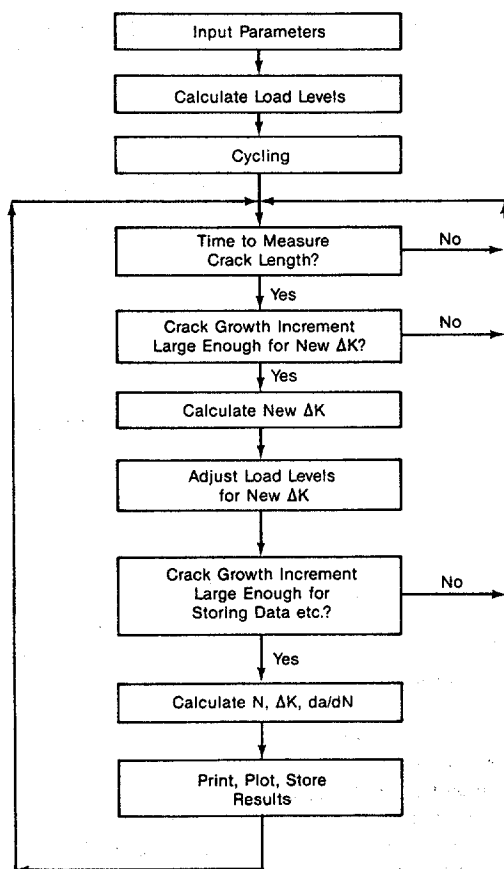 Input Parameters
Calculate Load Levels
Cycling
Time to Measure
Crack Length?
No
Yes
Crack Growth Increment
Large Enough for New ΔK?
No
Yes
Calculate New ΔK
Adjust Load Levels
for New ΔK
Crack Growth Increment
Large Enough for
Storing Data etc.?
No
Yes
Calculate N, ΔK, da/dN
Print, Plot, Store
Results